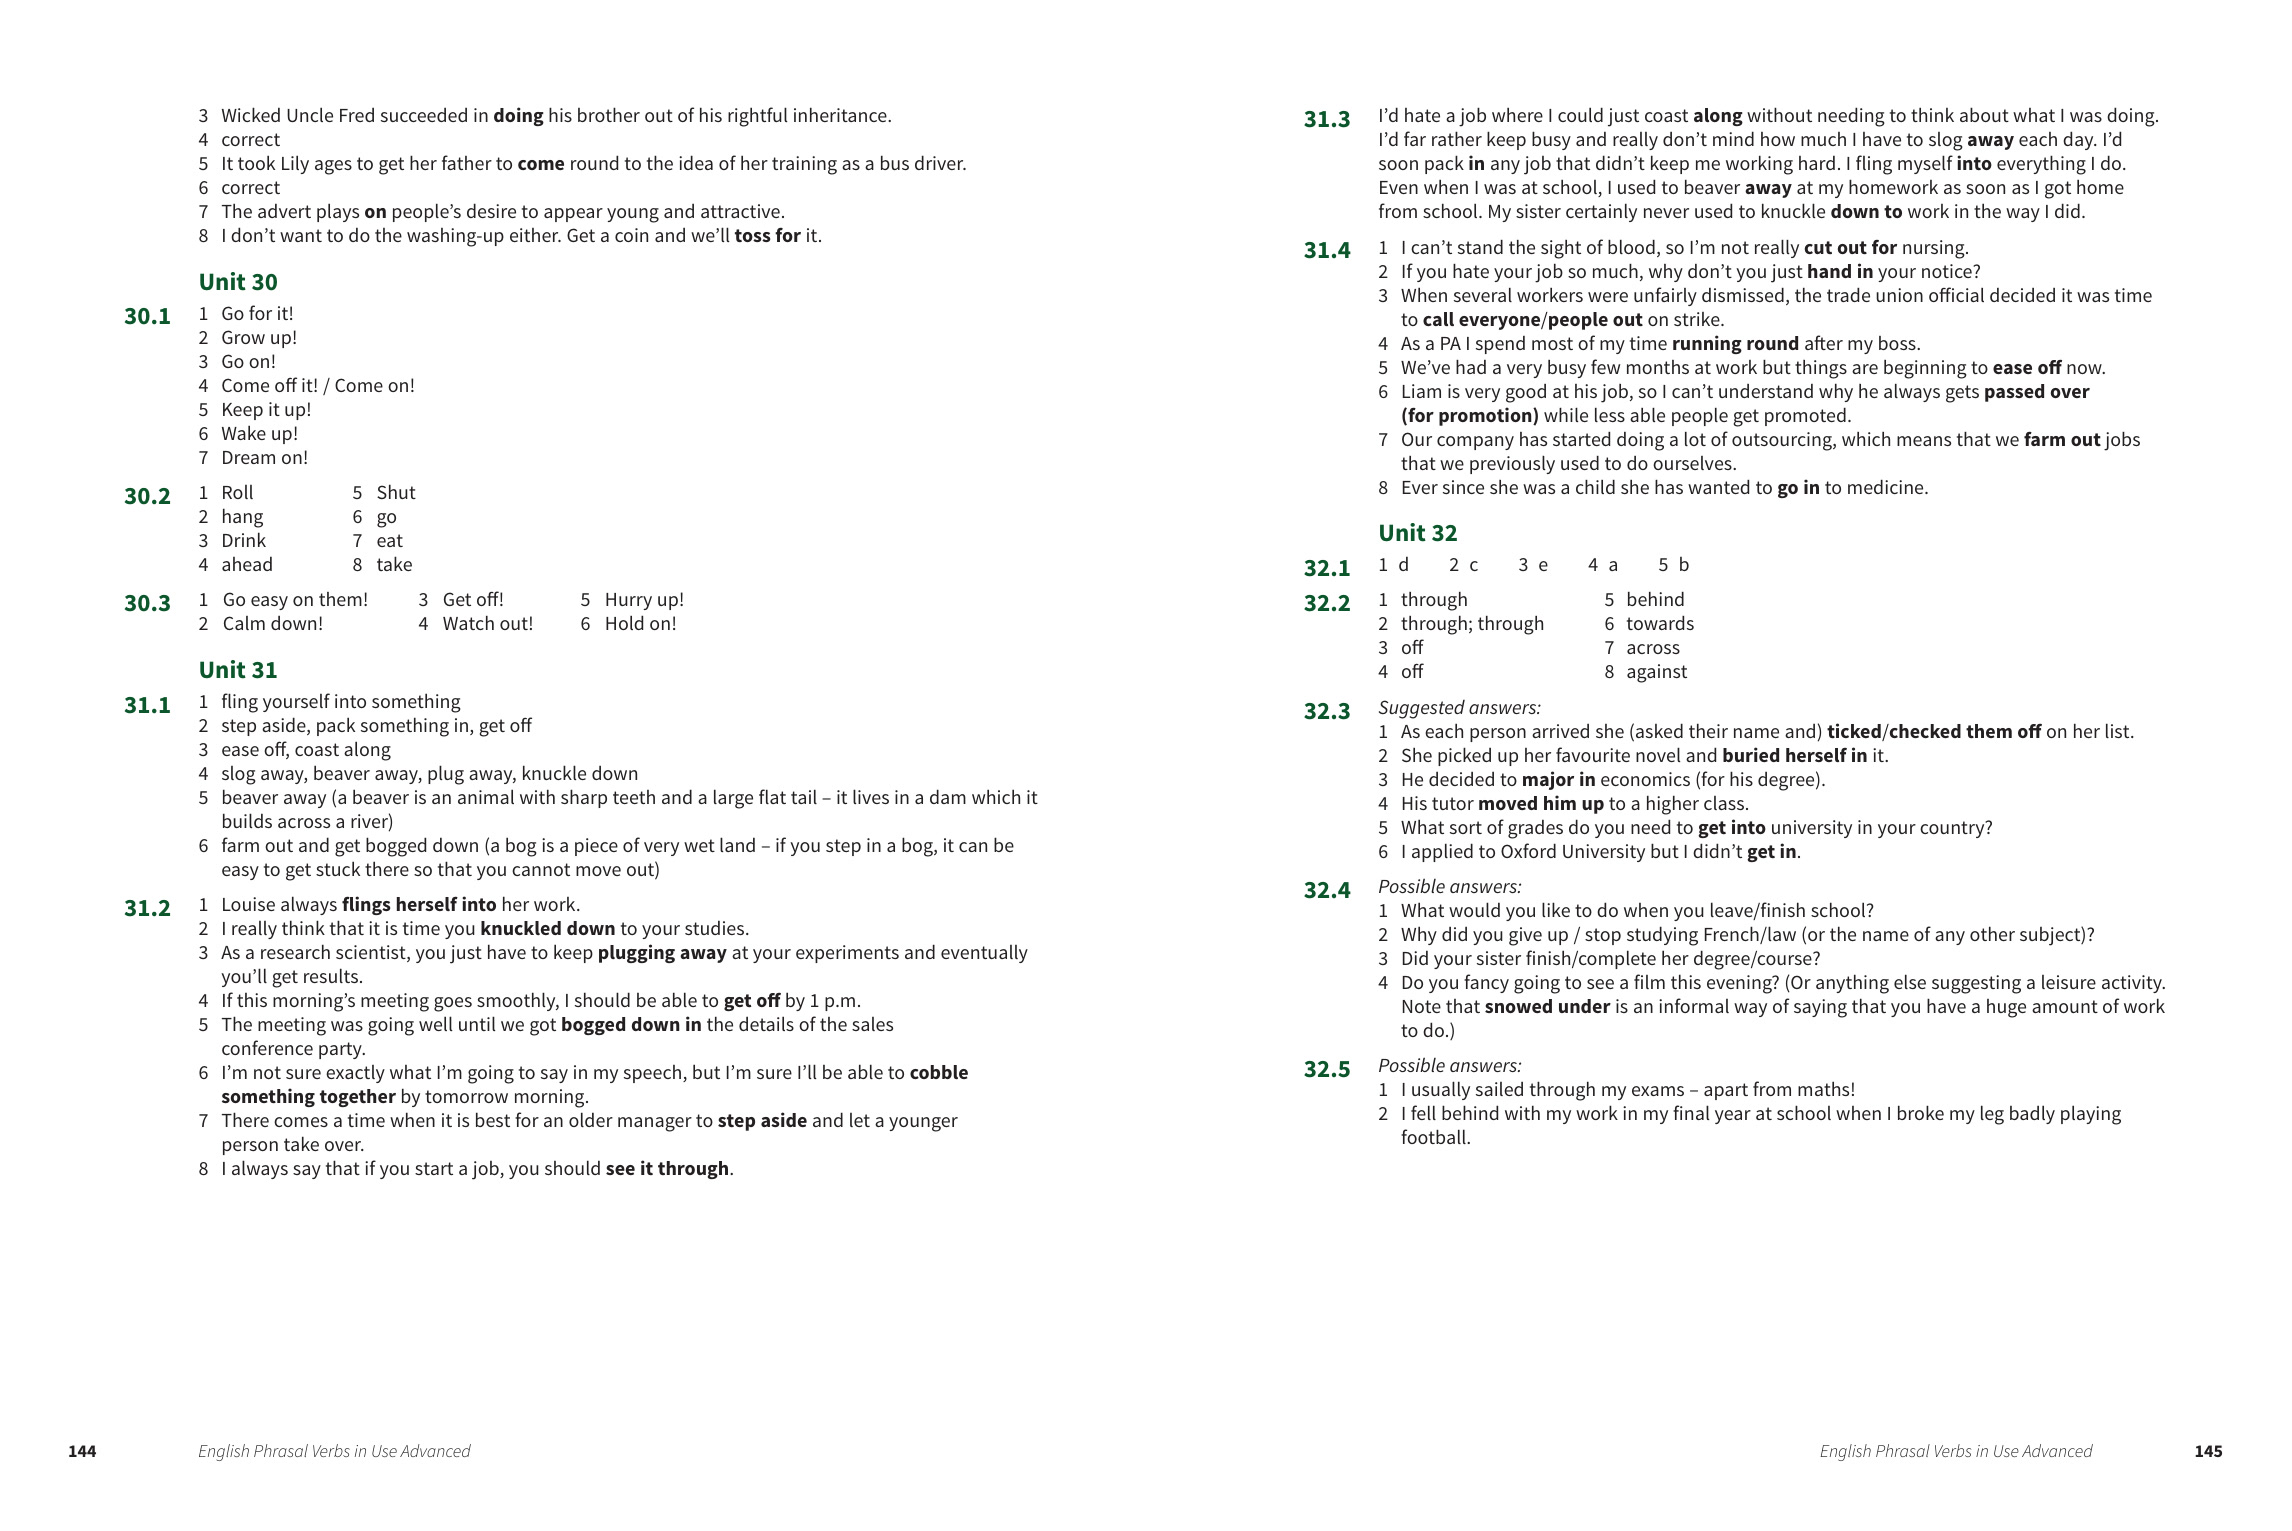 3 Wicked Uncle Fred succeeded in doing his brother out of his rightful inheritance.
4 correct
5 It took Lily ages to get her father to come round to the idea of her training as a bus driver.
6 correct
7 The advert plays on people’s desire to appear young and attractive.
8 I don’t want to do the washing-up either. Get a coin and we’ll toss for it.
Unit 30
30.1 1 Go for it!
2 Grow up!
3 Go on!
4 Come off it! / Come on!
5 Keep it up!
6 Wake up!
7 Dream on!
30.2 1 Roll 5 Shut
2 hang 6 go
3 Drink 7 eat
4 ahead 8 take
30.3 1 Go easy on them! 3 Get off! 5 Hurry up!
2 Calm down! 4 Watch out! 6 Hold on!
Unit 31
31.1 1 fling yourself into something
2 step aside, pack something in, get off
3 ease off, coast along
4 slog away, beaver away, plug away, knuckle down
5 beaver away (a beaver is an animal with sharp teeth and a large flat tail – it lives in a dam which it
builds across a river)
6 farm out and get bogged down (a bog is a piece of very wet land – if you step in a bog, it can be
easy to get stuck there so that you cannot move out)
31.2 1 Louise always flings herself into her work.
2 I really think that it is time you knuckled down to your studies.
3 As a research scientist, you just have to keep plugging away at your experiments and eventually
you’ll get results.
4 If this morning’s meeting goes smoothly, I should be able to get off by 1 p.m.
5 The meeting was going well until we got bogged down in the details of the sales
conference party.
6 I’m not sure exactly what I’m going to say in my speech, but I’m sure I’ll be able to cobble
something together by tomorrow morning.
7 There comes a time when it is best for an older manager to step aside and let a younger
person take over.
8 I always say that if you start a job, you should see it through.
144 English Phrasal Verbs in Use Advanced
31.3 I’d hate a job where I could just coast along without needing to think about what I was doing.
I’d far rather keep busy and really don’t mind how much I have to slog away each day. I’d
soon pack in any job that didn’t keep me working hard. I fling myself into everything I do.
Even when I was at school, I used to beaver away at my homework as soon as I got home
from school. My sister certainly never used to knuckle down to work in the way I did.
31.4 1 I can’t stand the sight of blood, so I’m not really cut out for nursing.
2 If you hate your job so much, why don’t you just hand in your notice?
3 When several workers were unfairly dismissed, the trade union official decided it was time
to call everyone/people out on strike.
4 As a PA I spend most of my time running round after my boss.
5 We’ve had a very busy few months at work but things are beginning to ease off now.
6 Liam is very good at his job, so I can’t understand why he always gets passed over
(for promotion) while less able people get promoted.
7 Our company has started doing a lot of outsourcing, which means that we farm out jobs
that we previously used to do ourselves.
8 Ever since she was a child she has wanted to go in to medicine.
Unit 32
32.1 1 d 2 c 3 e 4 a 5 b
32.2 1 through 5 behind
2 through; through 6 towards
3 off 7 across
4 off 8 against
32.3 Suggested answers:
1 As each person arrived she (asked their name and) ticked/checked them off on her list.
2 She picked up her favourite novel and buried herself in it.
3 He decided to major in economics (for his degree).
4 His tutor moved him up to a higher class.
5 What sort of grades do you need to get into university in your country?
6 I applied to Oxford University but I didn’t get in.
32.4 Possible answers:
1 What would you like to do when you leave/finish school?
2 Why did you give up / stop studying French/law (or the name of any other subject)?
3 Did your sister finish/complete her degree/course?
4 Do you fancy going to see a film this evening? (Or anything else suggesting a leisure activity.
Note that snowed under is an informal way of saying that you have a huge amount of work
to do.)
32.5 Possible answers:
1 I usually sailed through my exams – apart from maths!
2 I fell behind with my work in my final year at school when I broke my leg badly playing
football.
English Phrasal Verbs in Use Advanced 145